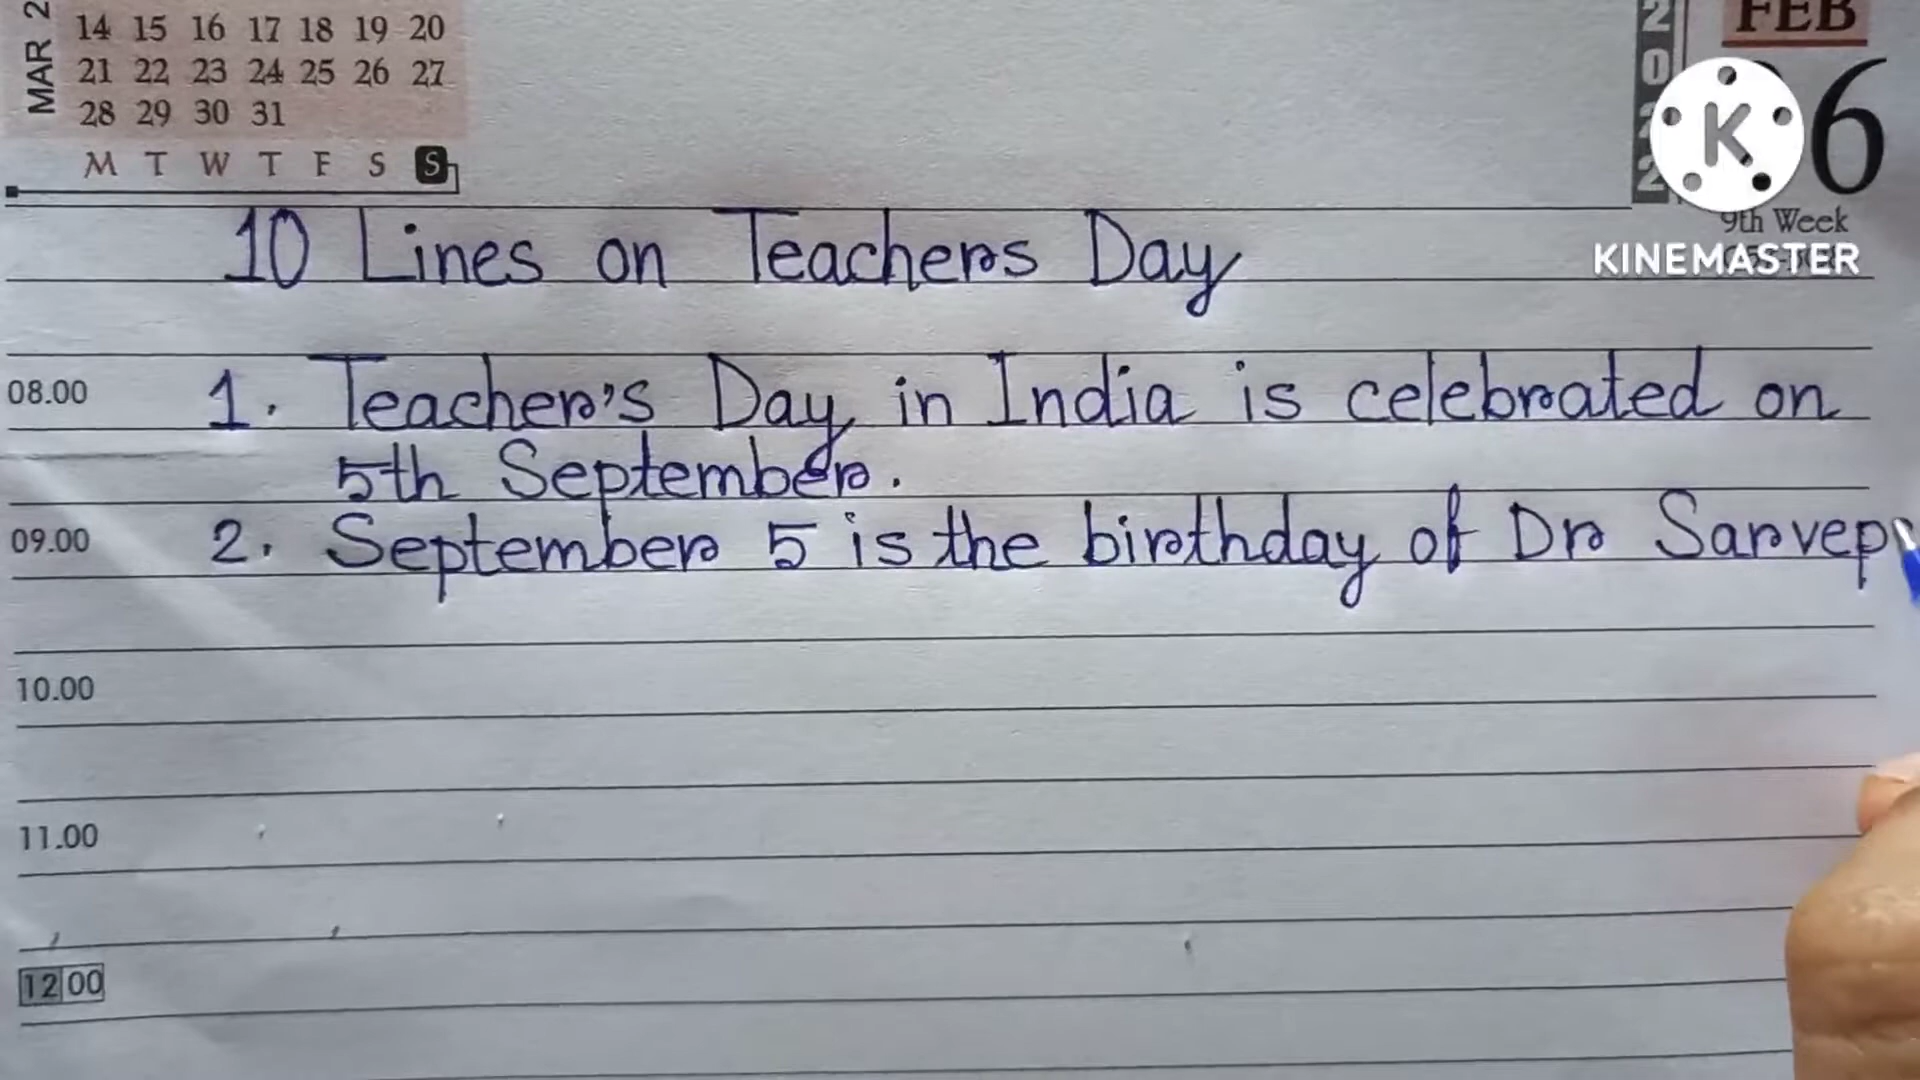 MAR 2
14 15 16 17 18 19 20
21 22 23 24 25 26 27
28 29 30 31
M T W T F S S
2022
FEB
6
9th Week
KINEMASTER
10 Lines on Teachers Day
08.00
1. Teacher's Day in India is celebrated on
5th September.
09.00
2. September 5 is the birthday of Dr Sarvep
10.00
11.00
12 00